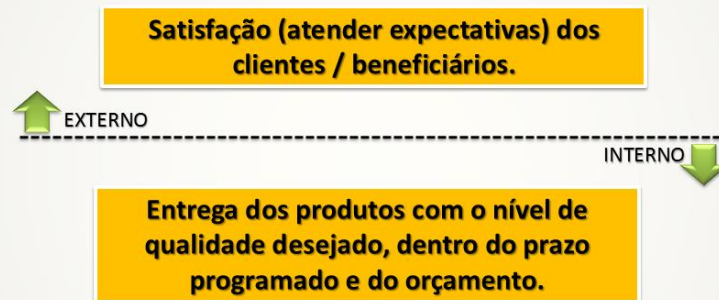 Satisfação (atender expectativas) dos
clientes / beneficiários.
EXTERNO
INTERNO
Entrega dos produtos com o nível de
qualidade desejado, dentro do prazo
programado e do orçamento.